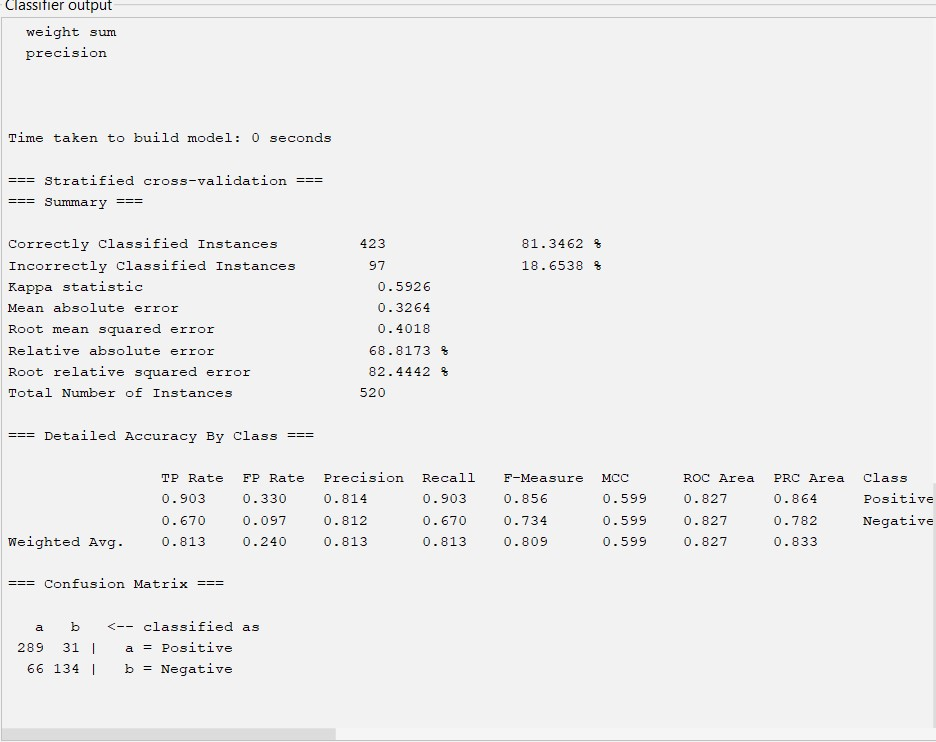 Classifier output
weight sum
precision
Time taken to build model: 0 seconds
=== Stratified cross-validation ===
=== Summary ===
Correctly Classified Instances 423 81.3462 %
Incorrectly Classified Instances 97 18.6538 %
Kappa statistic 0.5926
Mean absolute error 0.3264
Root mean squared error 0.4018
Relative absolute error 68.8173 %
Root relative squared error 82.4442 %
Total Number of Instances 520
=== Detailed Accuracy By Class ===
TP Rate FP Rate Precision Recall F-Measure MCC ROC Area PRC Area Class
0.903 0.330 0.814 0.903 0.856 0.599 0.827 0.864 Positive
0.670 0.097 0.812 0.670 0.734 0.599 0.827 0.782 Negative
Weighted Avg. 0.813 0.240 0.813 0.813 0.809 0.599 0.827 0.833
=== Confusion Matrix ===
a b <-- classified as
289 31 | a = Positive
66 134 | b = Negative